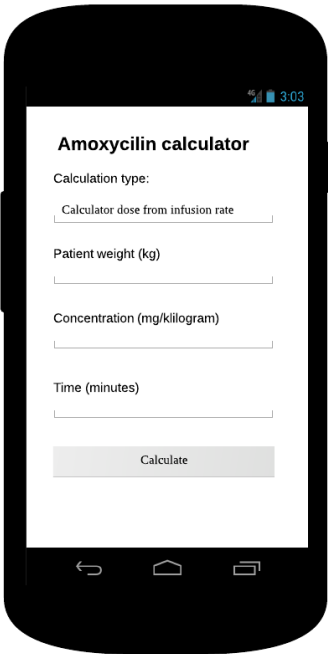 4G 3:03
Amoxycilin calculator
Calculation type:
Calculator dose from infusion rate
Patient weight (kg)
Concentration (mg/klilogram)
Time (minutes)
Calculate